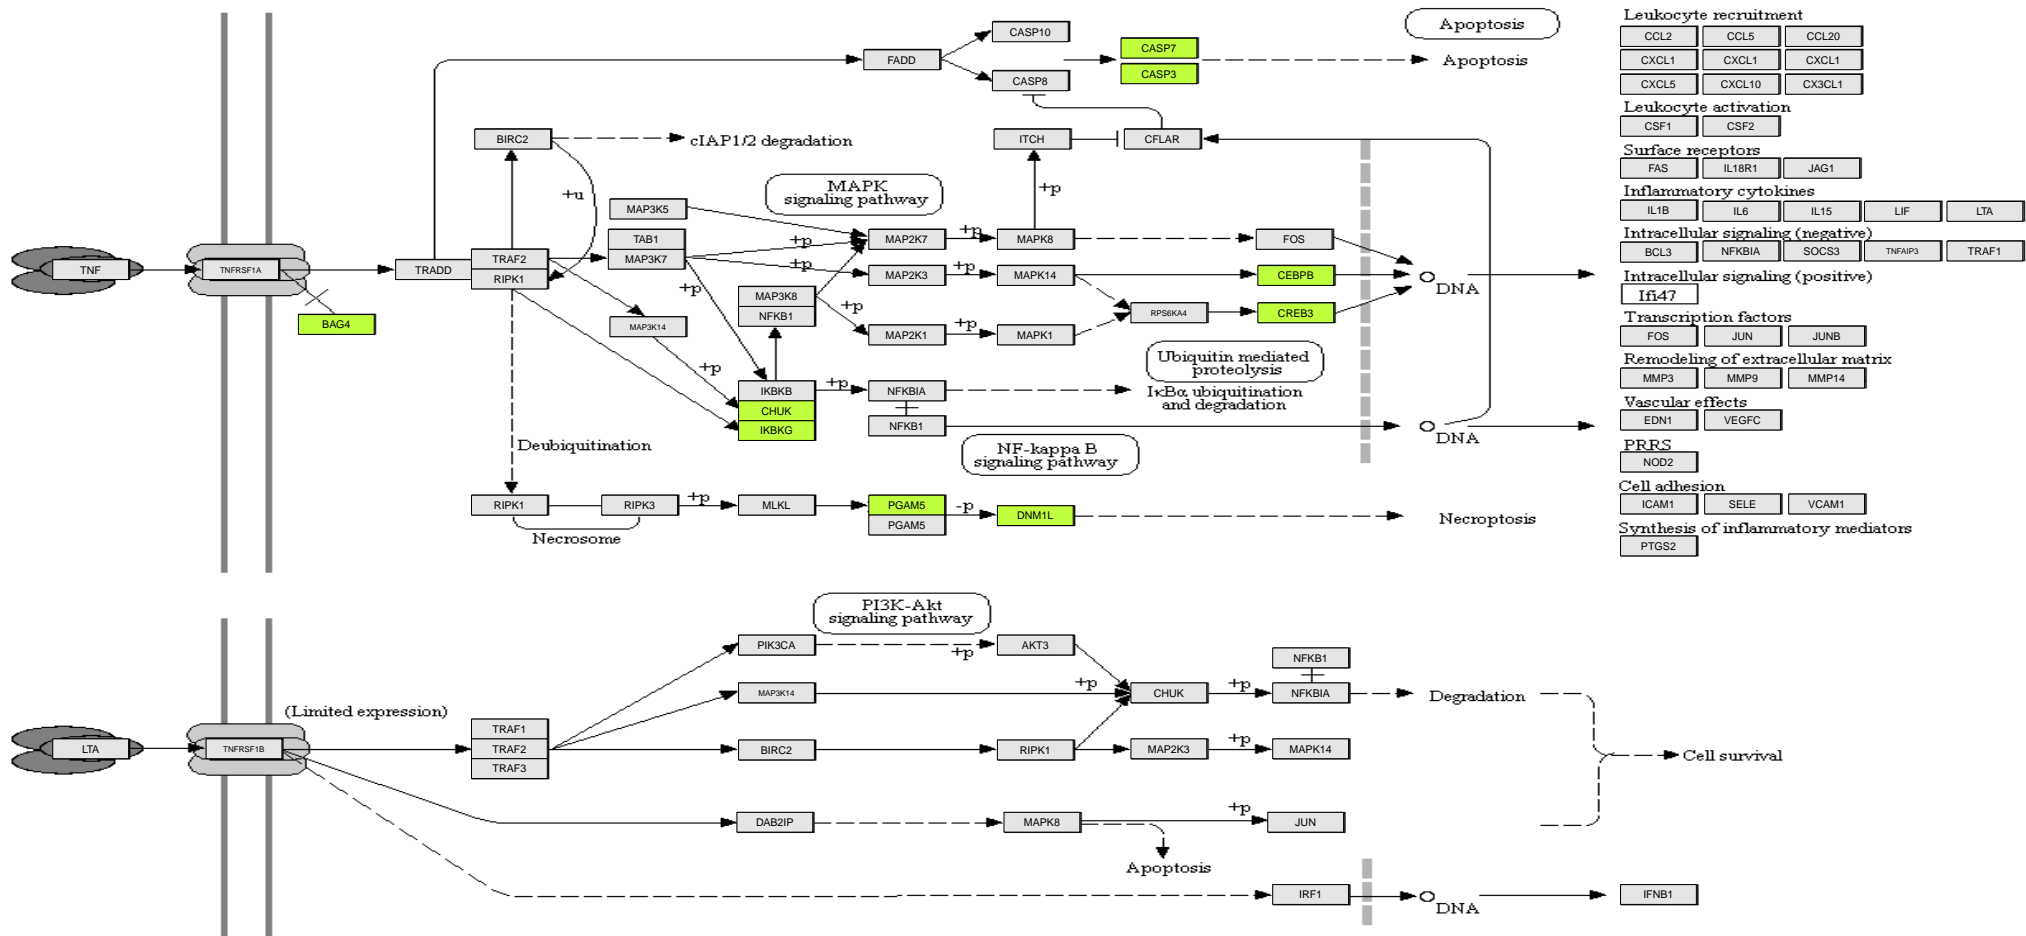 Apoptosis
Leukocyte recruitment
CCL2 CCL5 CCL20
CXCL1 CXCL1 CXCL1
CXCL5 CXCL10 CX3CL1
Leukocyte activation
CSF1 CSF2
Surface receptors
FAS IL18R1 JAG1
Inflammatory cytokines
IL1B IL6 IL15 LIF LTA
Intracellular signaling (negative)
BCL3 NFKBIA SOCS3 TNFAIP3 TRAF1
Intracellular signaling (positive)
Ifi47
Transcription factors
FOS JUN JUNB
Remodeling of extracellular matrix
MMP3 MMP9 MMP14
Vascular effects
EDN1 VEGFC
PRRS
NOD2
Cell adhesion
ICAM1 SELE VCAM1
Synthesis of inflammatory mediators
PTGS2
CASP10
FADD
CASP8
CASP7
CASP3
Apoptosis
BIRC2
cIAP1/2 degradation
ITCH
CFLAR
+u
+p
MAPK
signaling pathway
MAP3K5
TAB1
MAP3K7
+p
+p
+p
MAP2K7
+p
MAPK8
FOS
TNF
TNFRSF1A
TRADD
TRAF2
RIPK1
MAP2K3
+p
MAPK14
CEBPB
DNA
BAG4
MAP3K14
MAP3K8
NFKB1
+p
MAP2K1
+p
MAPK1
RPS6KA4
CREB3
+p
Ubiquitin mediated
proteolysis
IKBKB
CHUK
IKBKG
+p
NFKBIA
IκBα ubiquitination
and degradation
NFKB1
DNA
Deubiquitination
NF-kappa B
signaling pathway
RIPK1
RIPK3
+p
MLKL
PGAM5
PGAM5
-p
DNM1L
Necroptosis
Necrosome
PI3K-Akt
signaling pathway
PIK3CA
+p
AKT3
NFKB1
MAP3K14
+p
CHUK
+p
NFKBIA
Degradation
(Limited expression)
LTA
TNFRSF1B
TRAF1
TRAF2
TRAF3
BIRC2
RIPK1
MAP2K3
+p
MAPK14
Cell survival
DAB2IP
MAPK8
+p
JUN
Apoptosis
IRF1
DNA
IFNB1